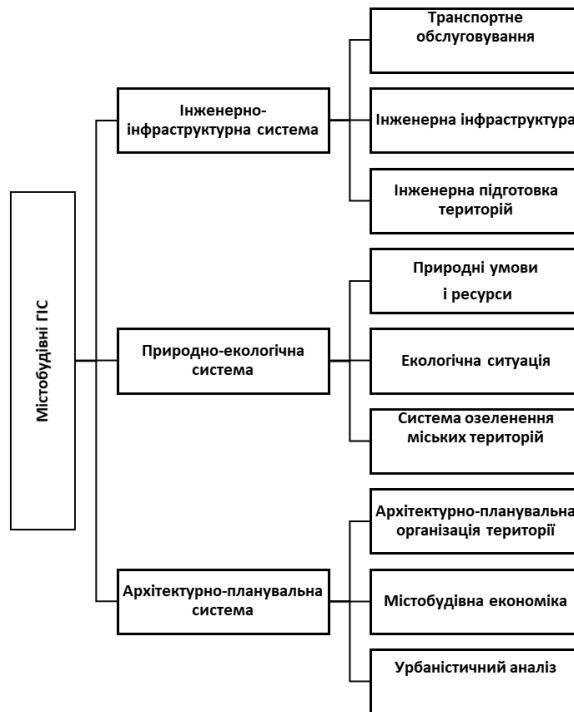 Містобудівні ГІС
Інженерно-
інфраструктурна система
Транспортне
обслуговування
Інженерна інфраструктура
Інженерна підготовка
територій
Природно-екологічна
система
Природні умови
і ресурси
Екологічна ситуація
Система озеленення
міських територій
Архітектурно-планувальна
система
Архітектурно-планувальна
організація території
Містобудівна економіка
Урбаністичний аналіз